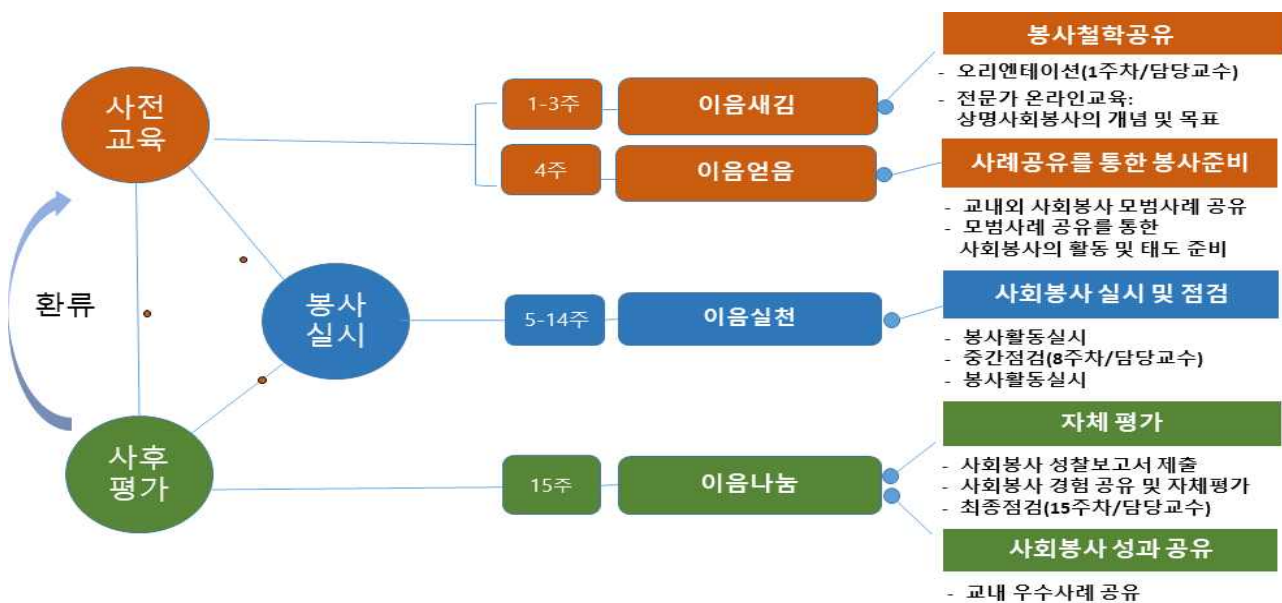 사전
교육
1-3주
이음새김
봉사철학공유
- 오리엔테이션(1주차/담당교수)
- 전문가 온라인교육:
상명사회봉사의 개념 및 목표
4주
이음얻음
사례공유를 통한 봉사준비
- 교내외 사회봉사 모범사례 공유
- 모범사례 공유를 통한
사회봉사의 활동 및 태도 준비
환류
봉사
실시
5-14주
이음실천
사회봉사 실시 및 점검
- 봉사활동실시
- 중간점검(8주차/담당교수)
- 봉사활동실시
사후
평가
15주
이음나눔
자체 평가
- 사회봉사 성찰보고서 제출
- 사회봉사 경험 공유 및 자체평가
- 최종점검(15주차/담당교수)
사회봉사 성과 공유
- 교내 우수사례 공유